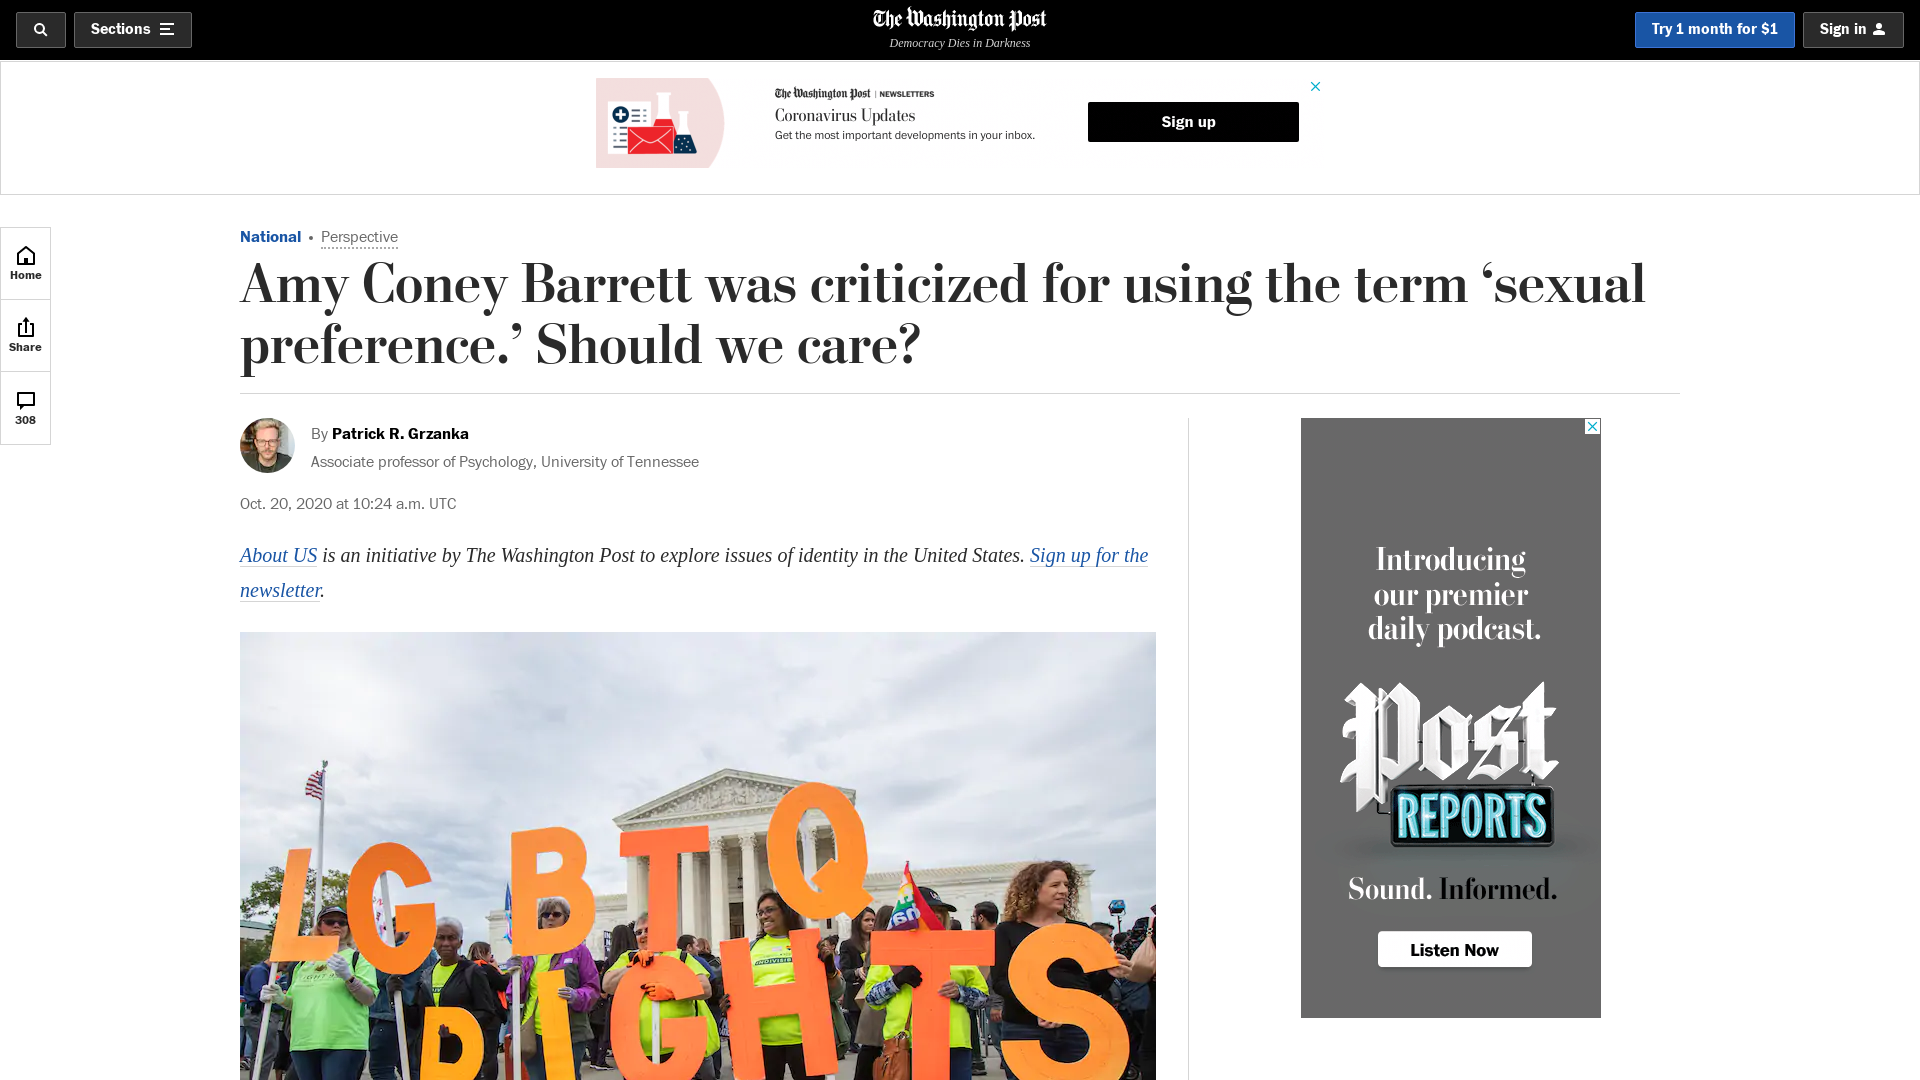 Sections
The Washington Post
Democracy Dies in Darkness
Try 1 month for $1
Sign in
The Washington Post | NEWSLETTERS
Coronavirus Updates
Get the most important developments in your inbox.
Sign up
Home
Share
308
National • Perspective
Amy Coney Barrett was criticized for using the term ‘sexual
preference.’ Should we care?
By Patrick R. Grzanka
Associate professor of Psychology, University of Tennessee
Oct. 20, 2020 at 10:24 a.m. UTC
About US is an initiative by The Washington Post to explore issues of identity in the United States. Sign up for the
newsletter.
LGBTQ
RIGHTS
Introducing
our premier
daily podcast.
Post
REPORTS
Sound. Informed.
Listen Now